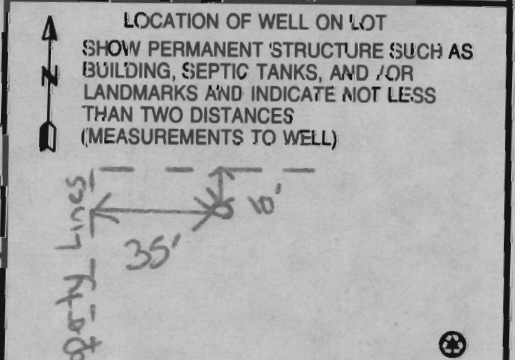 LOCATION OF WELL ON LOT
SHOW PERMANENT STRUCTURE SUCH AS
BUILDING, SEPTIC TANKS, AND /OR
LANDMARKS AND INDICATE NOT LESS
THAN TWO DISTANCES
(MEASUREMENTS TO WELL)
N
10'
35'
Lines